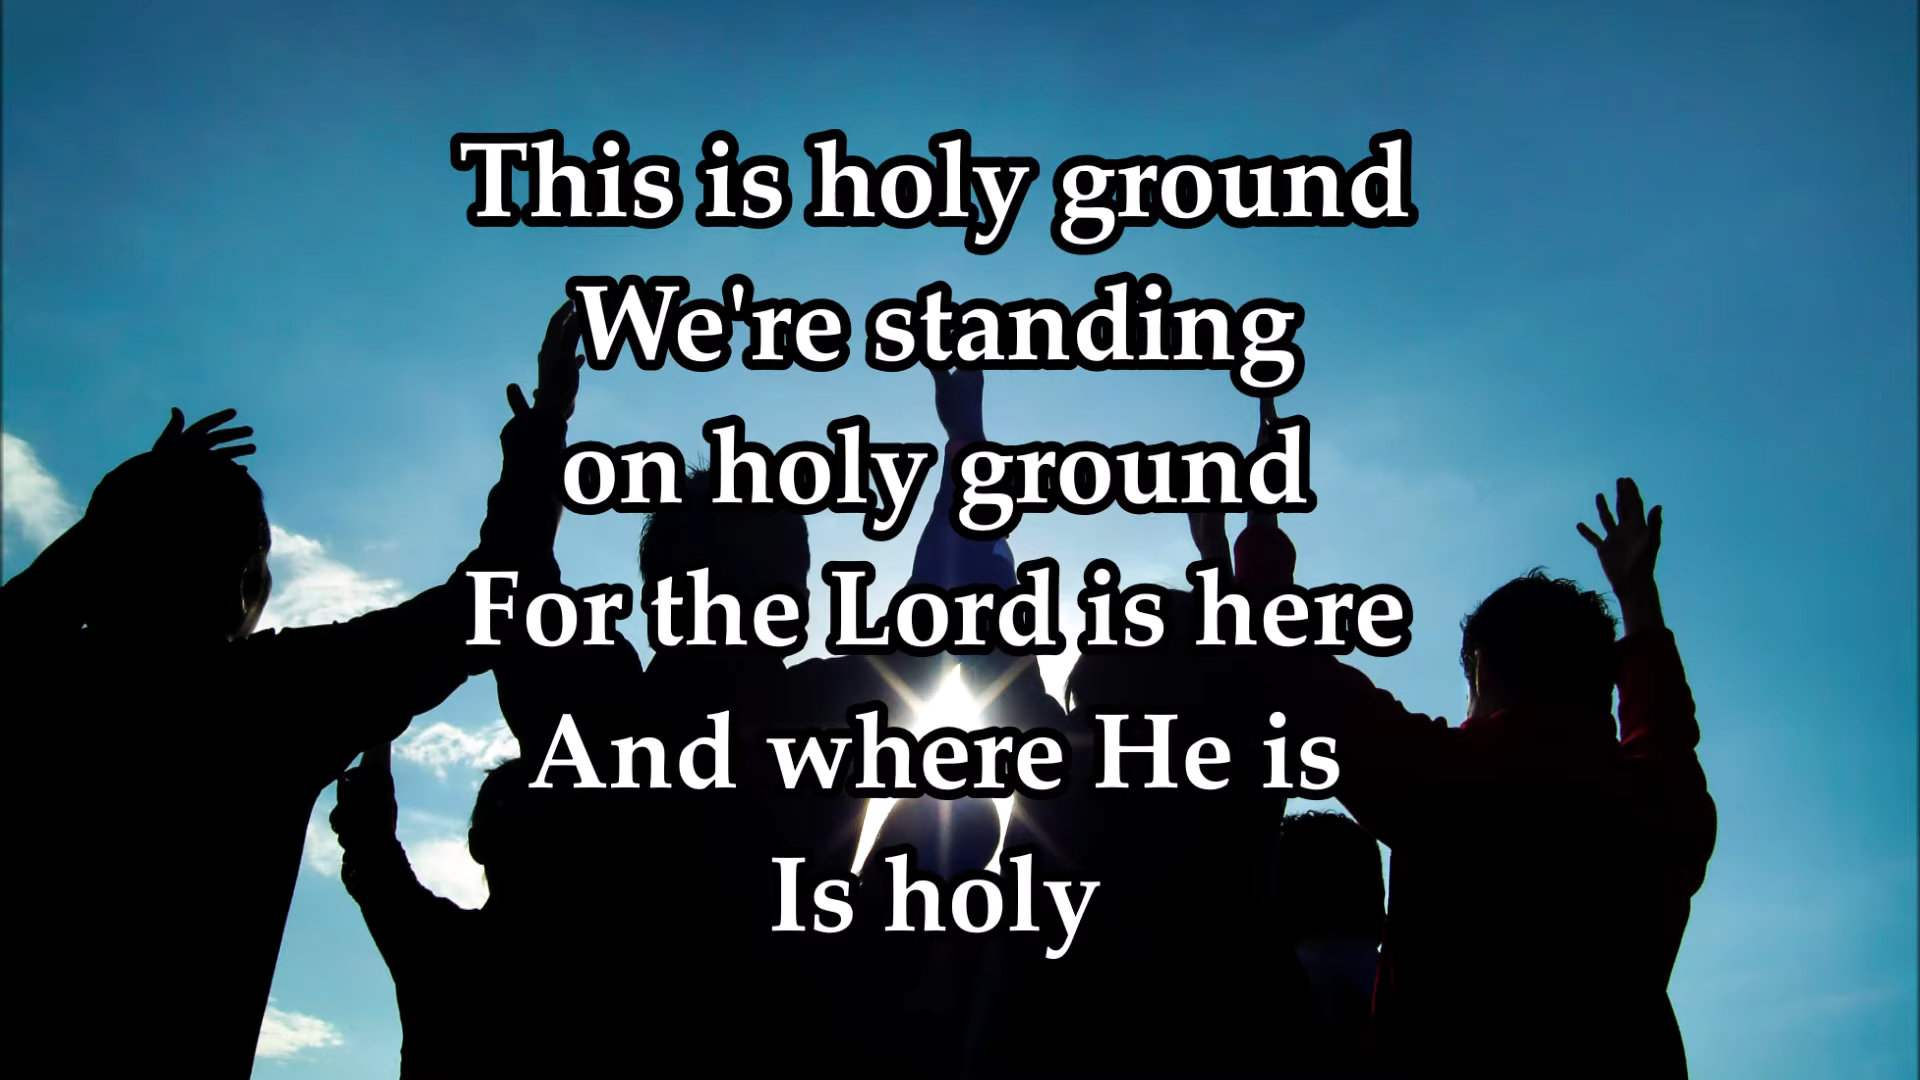 This is holy ground
We're standing
on holy ground
For the Lord is here
And where He is
Is holy